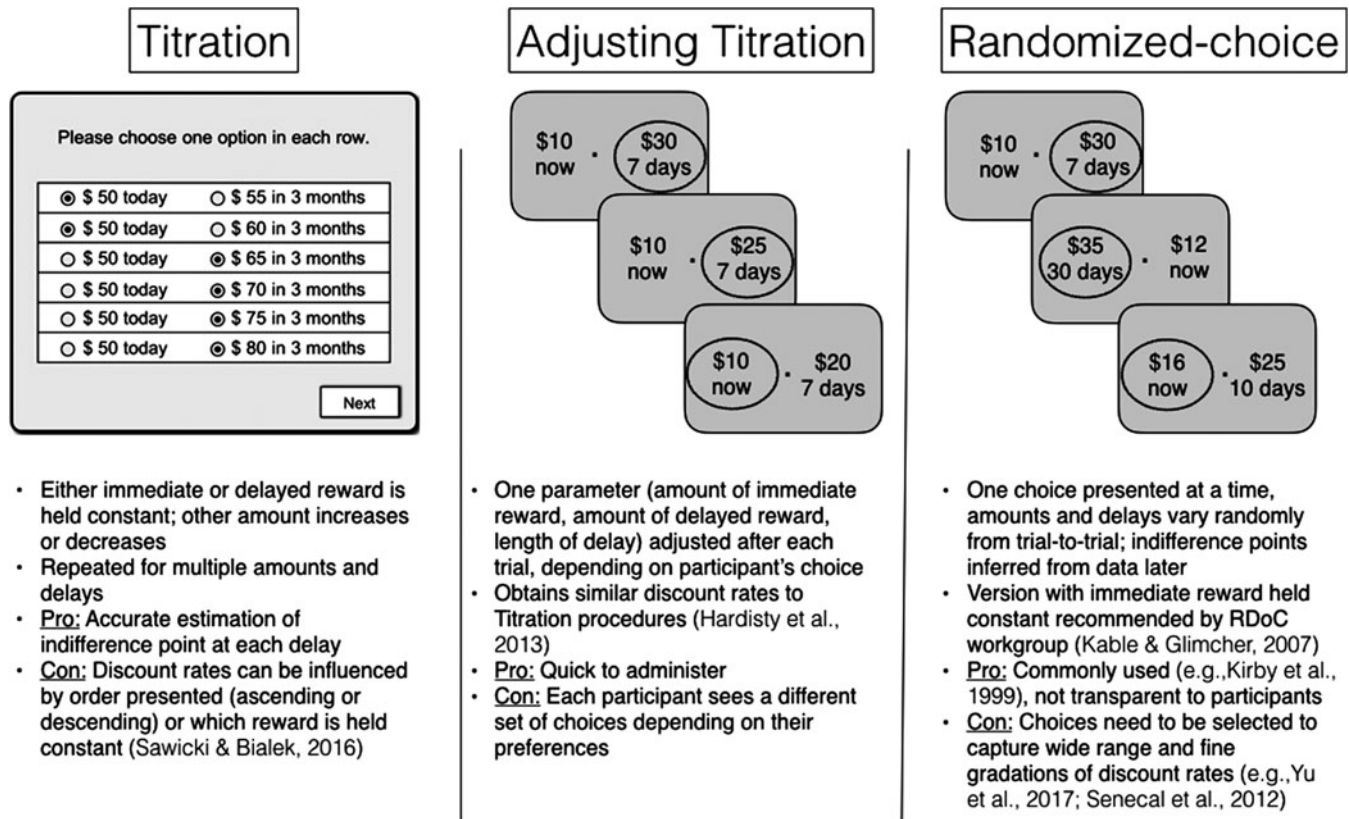 Titration
Please choose one option in each row.
$ 50 today $ 55 in 3 months
$ 50 today $ 60 in 3 months
$ 50 today $ 65 in 3 months
$ 50 today $ 70 in 3 months
$ 50 today $ 75 in 3 months
$ 50 today $ 80 in 3 months
Next
• Either immediate or delayed reward is
held constant; other amount increases
or decreases
• Repeated for multiple amounts and
delays
• Pro: Accurate estimation of
indifference point at each delay
• Con: Discount rates can be influenced
by order presented (ascending or
descending) or which reward is held
constant (Sawicki & Bialek, 2016)
Adjusting Titration
$10 · $30
now 7 days
$10 · $25
now 7 days
$10 · $20
now 7 days
• One parameter (amount of immediate
reward, amount of delayed reward,
length of delay) adjusted after each
trial, depending on participant's choice
• Obtains similar discount rates to
Titration procedures (Hardisty et al.,
2013)
• Pro: Quick to administer
• Con: Each participant sees a different
set of choices depending on their
preferences
Randomized-choice
$10 · $30
now 7 days
$35 · $12
30 days now
$16 · $25
now 10 days
• One choice presented at a time,
amounts and delays vary randomly
from trial-to-trial; indifference points
inferred from data later
• Version with immediate reward held
constant recommended by RDoC
workgroup (Kable & Glimcher, 2007)
• Pro: Commonly used (e.g.,Kirby et al.,
1999), not transparent to participants
• Con: Choices need to be selected to
capture wide range and fine
gradations of discount rates (e.g.,Yu
et al., 2017; Senecal et al., 2012)